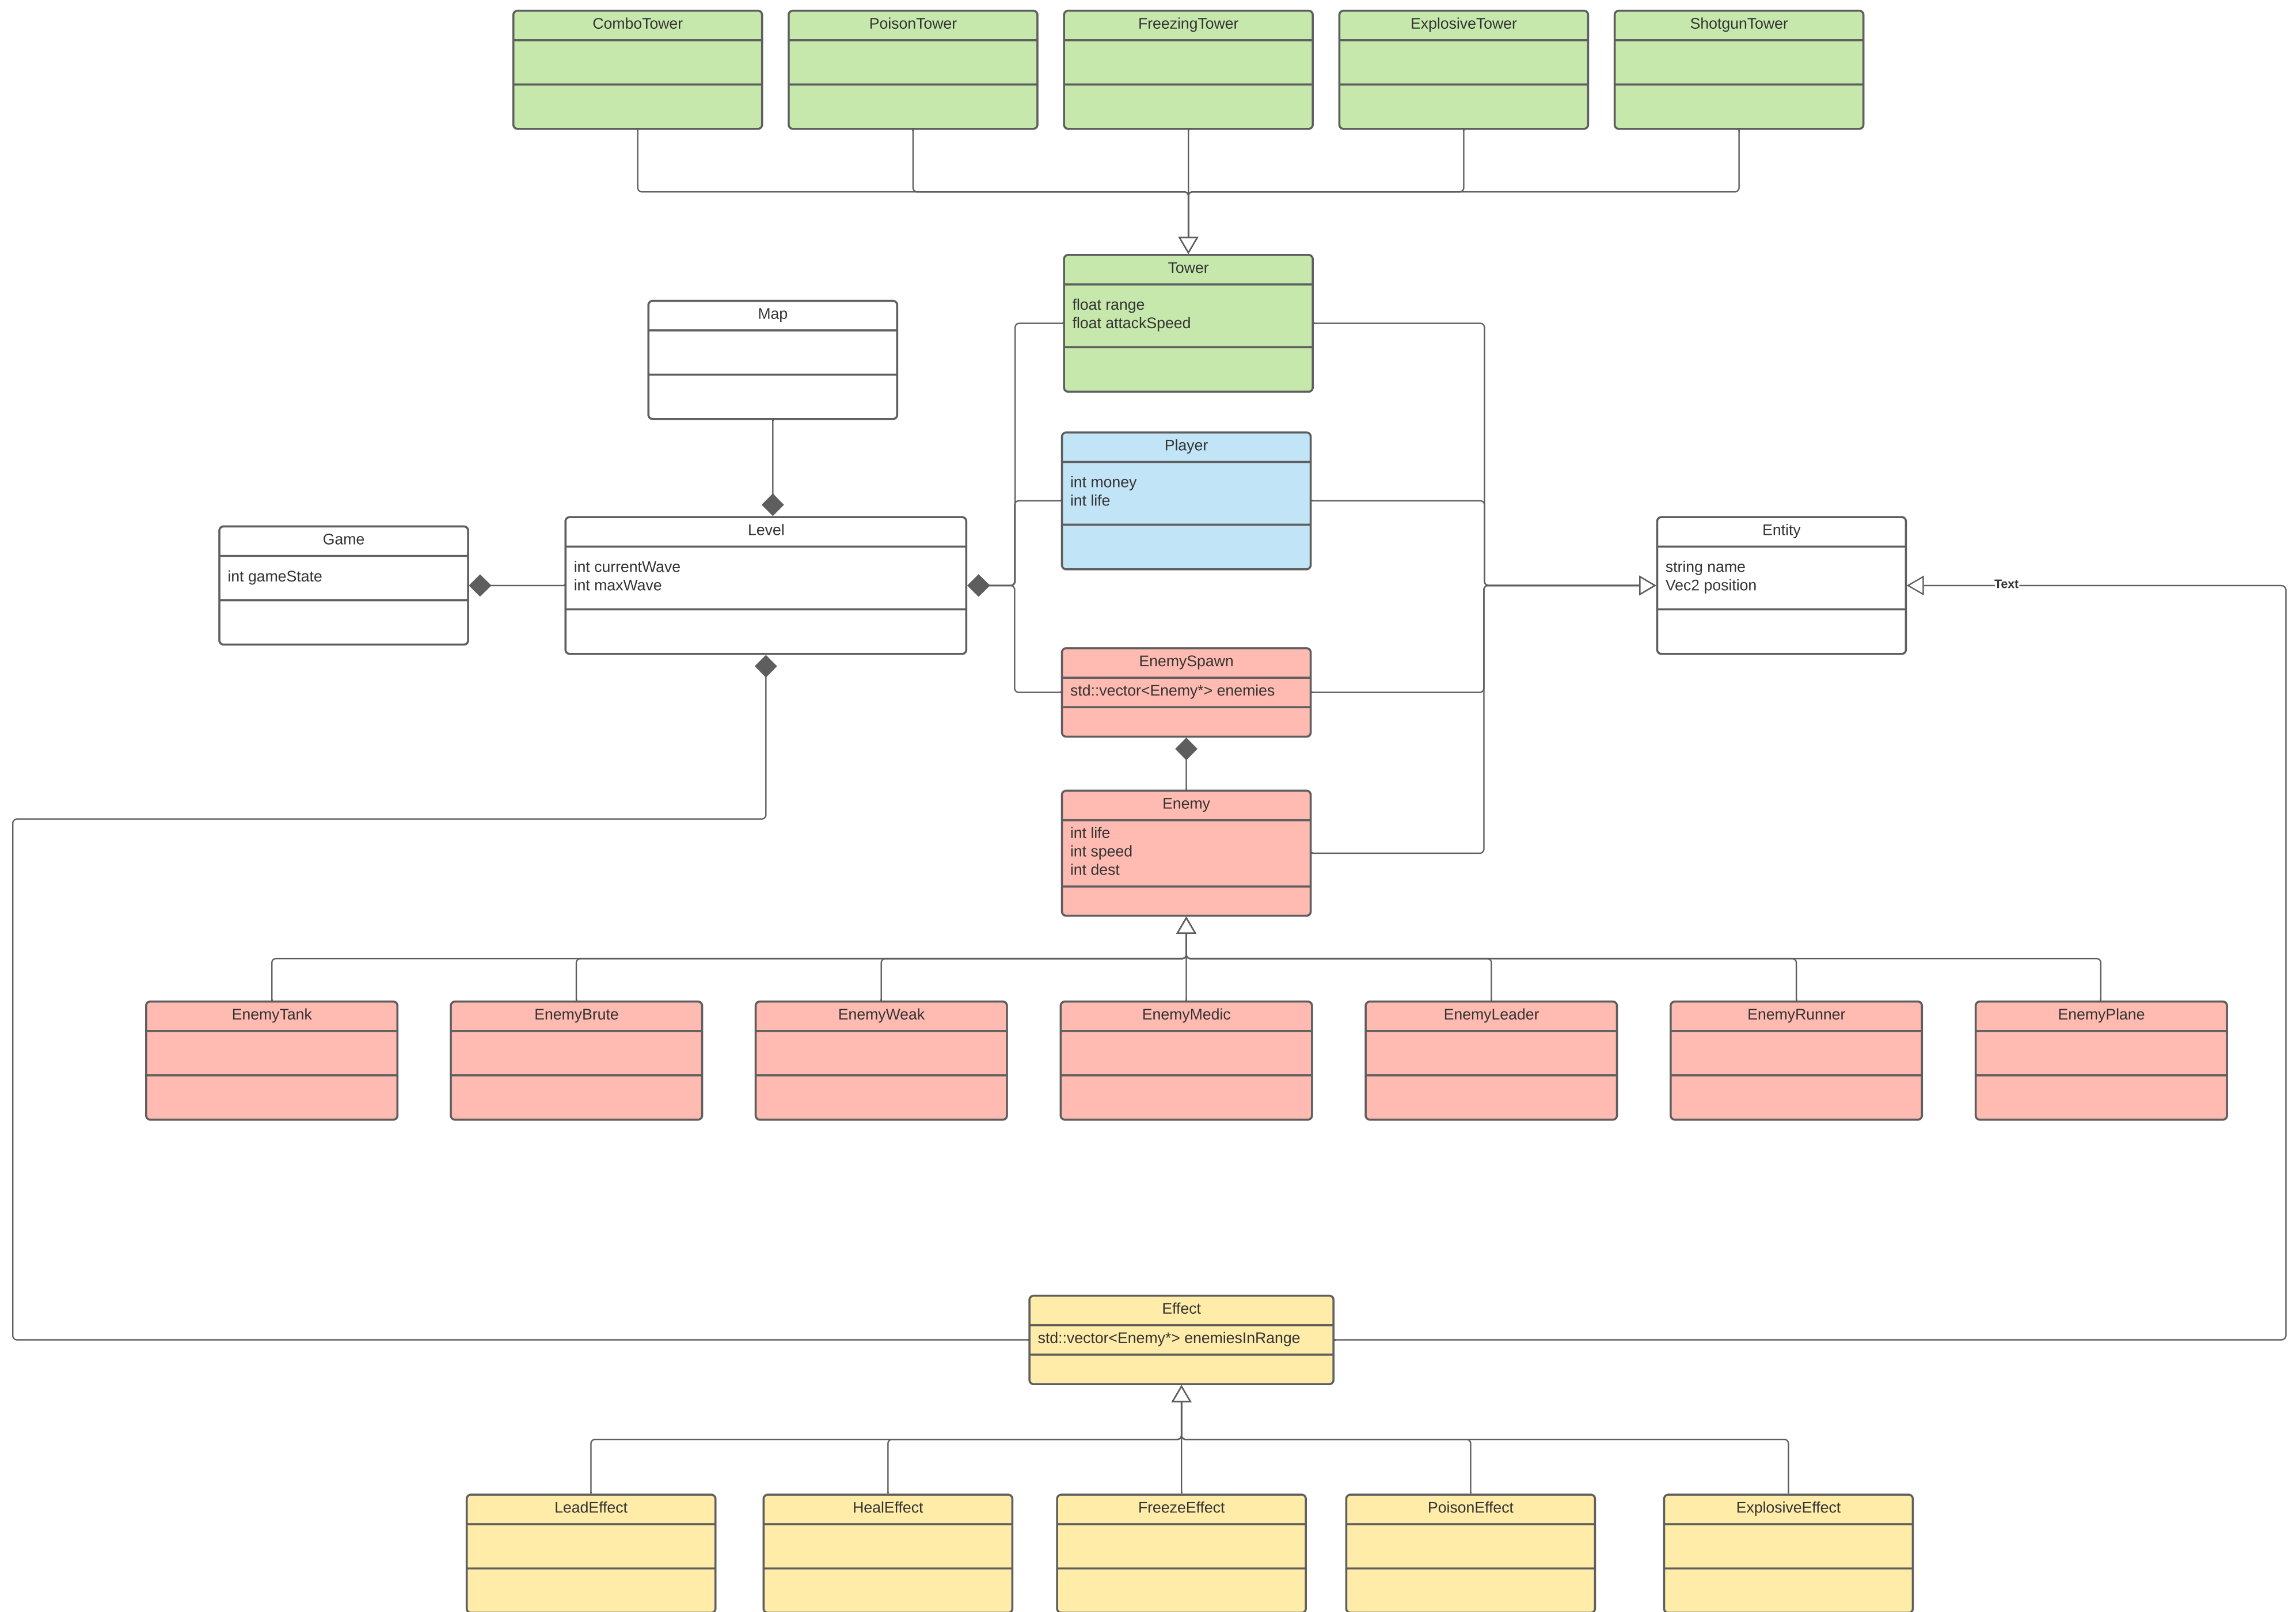 ComboTower
PoisonTower
FreezingTower
ExplosiveTower
ShotgunTower
Tower
float range
float attackSpeed
Map
Player
int money
int life
Game
int gameState
Level
int currentWave
int maxWave
Entity
string name
Vec2 position
Text
EnemySpawn
std::vector<Enemy*> enemies
Enemy
int life
int speed
int dest
EnemyTank
EnemyBrute
EnemyWeak
EnemyMedic
EnemyLeader
EnemyRunner
EnemyPlane
Effect
std::vector<Enemy*> enemiesInRange
LeadEffect
HealEffect
FreezeEffect
PoisonEffect
ExplosiveEffect